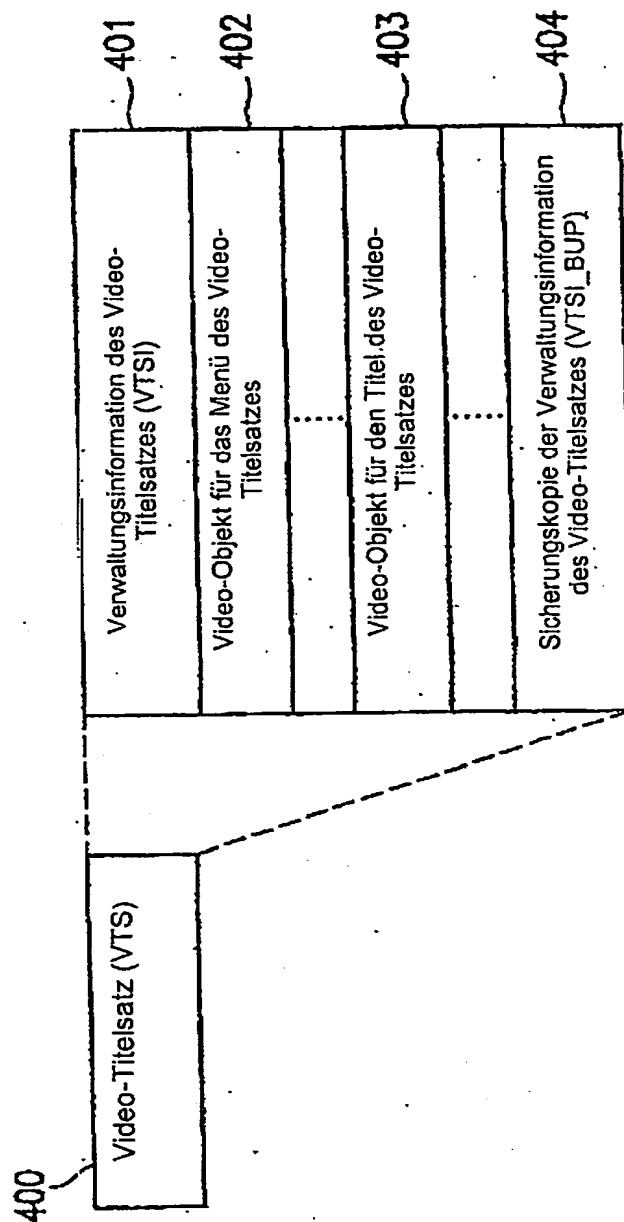 400
Video-Titelsatz (VTS)
Verwaltungsinformation des Video-
Titelsatzes (VTSI)
401
Video-Objekt für das Menü des Video-
Titelsatzes
402
Video-Objekt für den Titel des Video-
Titelsatzes
403
Sicherungskopie der Verwaltungsinformation
des Video-Titelsatzes (VTSI_BUP)
404